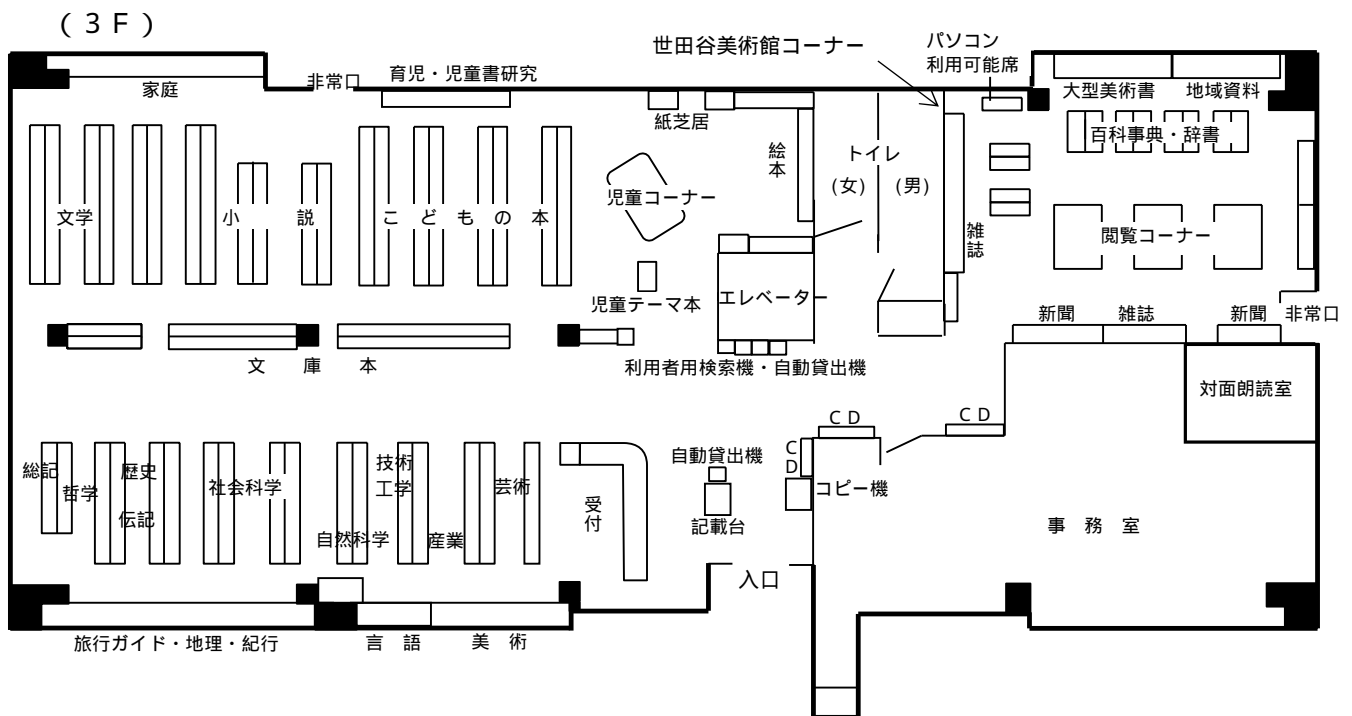 (３Ｆ)
世田谷美術館コーナー
パソコン
利用可能席
家庭
非常口
育児・児童書研究
紙芝居
絵本
トイレ
(女)
(男)
大型美術書
地域資料
百科事典・辞書
文学
小説
こどもの本
児童コーナー
雑誌
閲覧コーナー
児童テーマ本
エレベーター
新聞
雑誌
新聞
非常口
文庫本
利用者用検索機・自動貸出機
対面朗読室
ＣＤ
ＣＤ
ＣＤ
総記
哲学
歴史
伝記
社会科学
技術
工学
自然科学
産業
芸術
受付
自動貸出機
記載台
コピー機
事務室
入口
旅行ガイド・地理・紀行
言語
美術